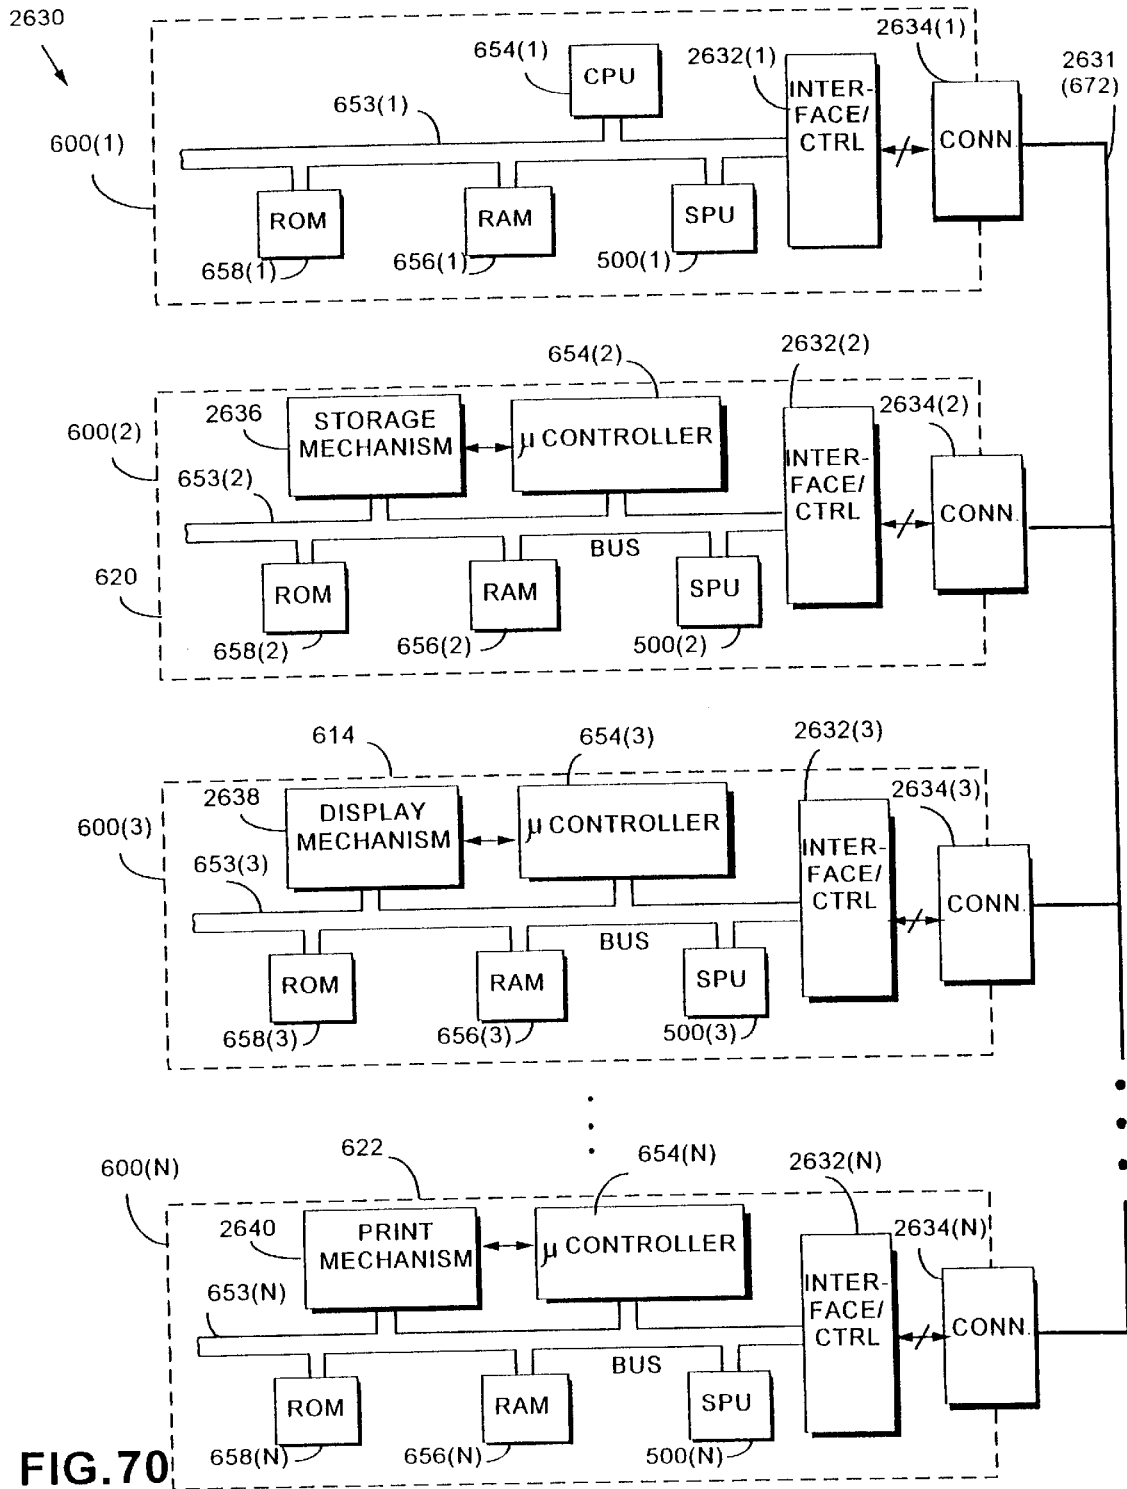 2630
2634(1)
654(1)
2632(1)
2631
(672)
CPU
INTER-
FACE/
CTRL
653(1)
600(1)
CONN.
ROM
RAM
SPU
658(1)
656(1)
500(1)
654(2)
2632(2)
2634(2)
2636
STORAGE
MECHANISM
µ CONTROLLER
600(2)
INTER-
FACE/
CTRL
653(2)
CONN.
BUS
620
ROM
RAM
SPU
658(2)
656(2)
500(2)
614
654(3)
2632(3)
2634(3)
2638
DISPLAY
MECHANISM
µ CONTROLLER
600(3)
INTER-
FACE/
CTRL
653(3)
CONN.
BUS
ROM
RAM
SPU
658(3)
656(3)
500(3)
622
654(N)
2632(N)
600(N)
2634(N)
2640
PRINT
MECHANISM
µ CONTROLLER
INTER-
FACE/
CTRL
653(N)
CONN.
BUS
ROM
RAM
SPU
658(N)
656(N)
500(N)
FIG.70